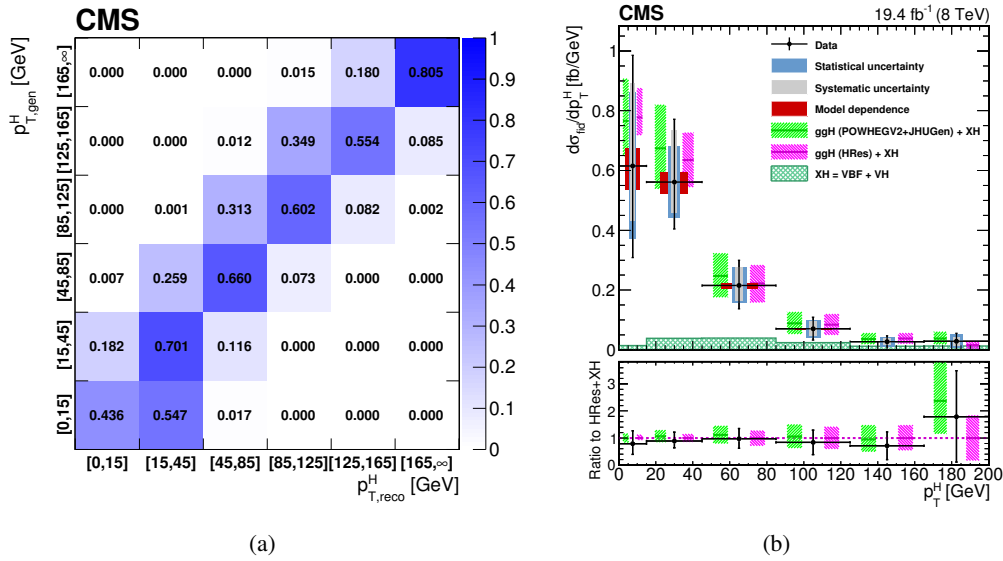 CMS
p^H_T,gen [GeV]
[165,∞]
0.000 0.000 0.000 0.015 0.180 0.805
[125,165]
0.000 0.000 0.000 0.349 0.554 0.085
[85,125]
0.000 0.001 0.313 0.602 0.082 0.002
[45,85]
0.007 0.259 0.660 0.073 0.000 0.000
[15,45]
0.182 0.701 0.116 0.000 0.000 0.000
[0,15]
0.436 0.547 0.017 0.000 0.000 0.000
[0,15] [15,45] [45,85] [85,125] [125,165] [165,∞]
p^H_T,reco [GeV]
1
0.9
0.8
0.7
0.6
0.5
0.4
0.3
0.2
0.1
0
(a)
CMS 19.4 fb⁻¹ (8 TeV)
dσ_fid/dp^H_T [fb/GeV]
1
0.8
0.6
0.4
0.2
0
Data
Statistical uncertainty
Systematic uncertainty
Model dependence
ggH (POWHEGV2+JHUGen) + XH
ggH (HRes) + XH
XH = VBF + VH
Ratio to HRes+XH
3
2
1
0
0 20 40 60 80 100 120 140 160 180 200
p^H_T [GeV]
(b)